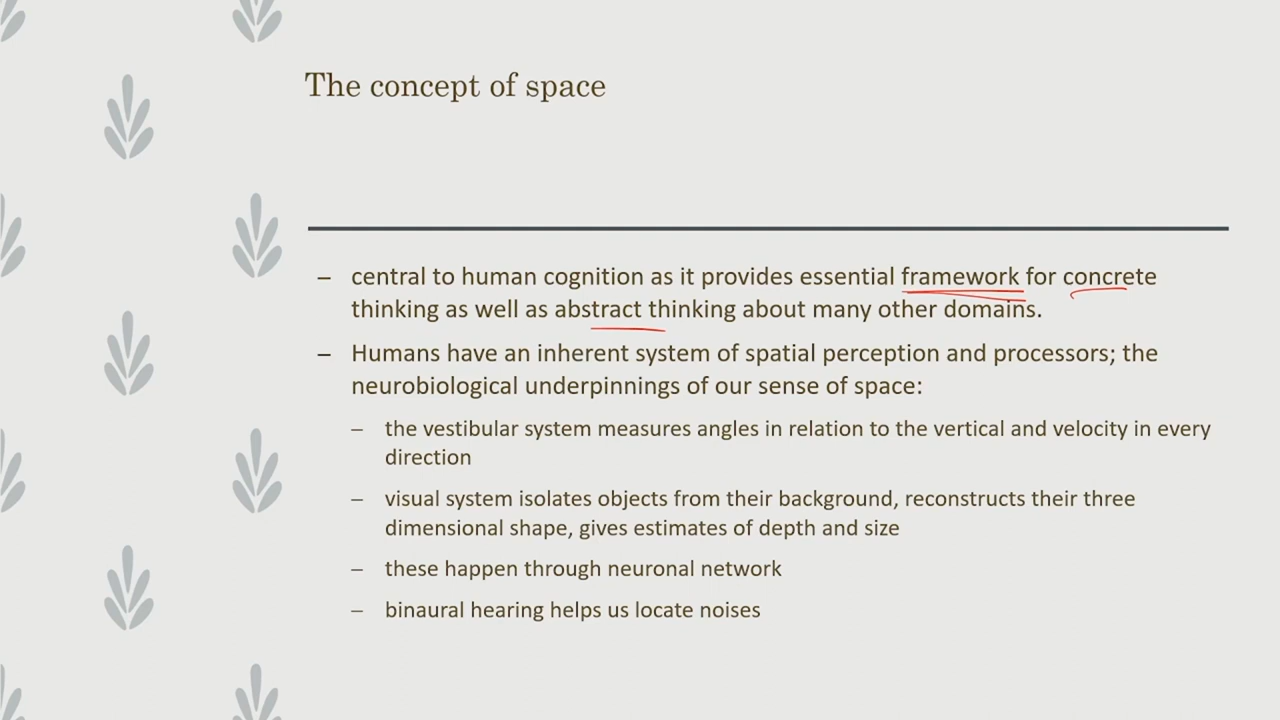 The concept of space
– central to human cognition as it provides essential framework for concrete
thinking as well as abstract thinking about many other domains.
– Humans have an inherent system of spatial perception and processors; the
neurobiological underpinnings of our sense of space:
– the vestibular system measures angles in relation to the vertical and velocity in every
direction
– visual system isolates objects from their background, reconstructs their three
dimensional shape, gives estimates of depth and size
– these happen through neuronal network
– binaural hearing helps us locate noises